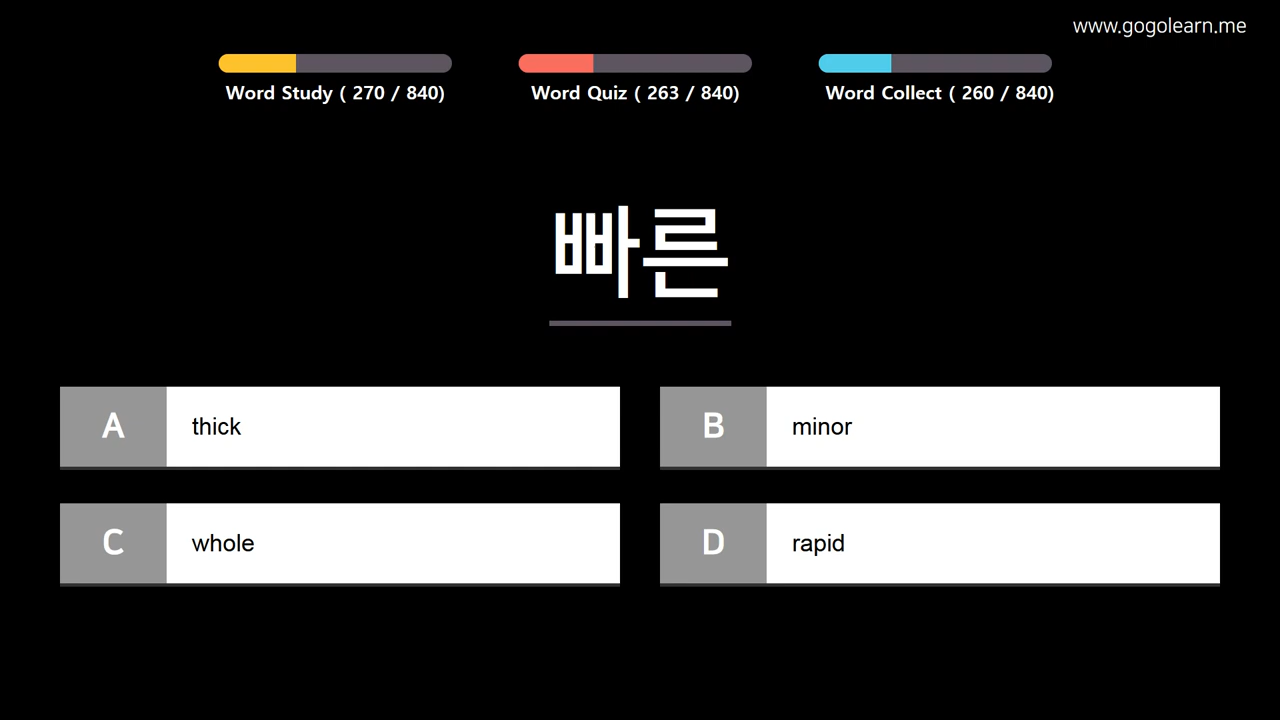 www.gogolearn.me
Word Study ( 270 / 840)
Word Quiz ( 263 / 840)
Word Collect ( 260 / 840)
빠른
A thick
B minor
C whole
D rapid